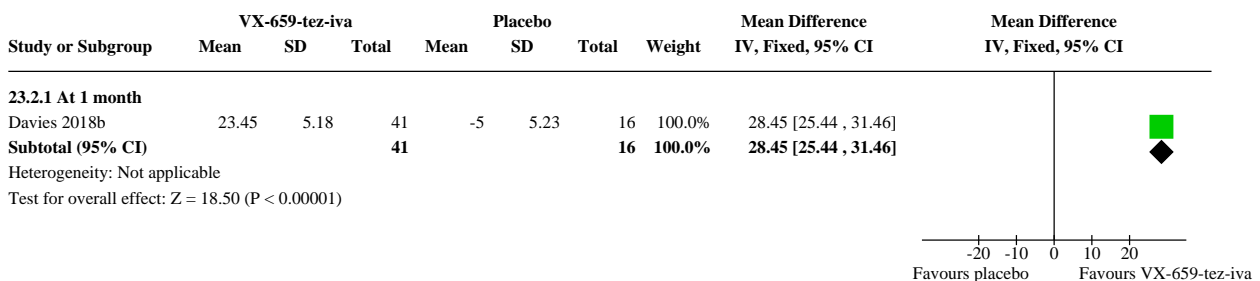 VX-659-tez-iva Placebo Mean Difference Mean Difference
Study or Subgroup Mean SD Total Mean SD Total Weight IV, Fixed, 95% CI IV, Fixed, 95% CI
23.2.1 At 1 month
Davies 2018b 23.45 5.18 41 -5 5.23 16 100.0% 28.45 [25.44 , 31.46]
Subtotal (95% CI) 41 16 100.0% 28.45 [25.44 , 31.46]
Heterogeneity: Not applicable
Test for overall effect: Z = 18.50 (P < 0.00001)
-20 -10 0 10 20
Favours placebo Favours VX-659-tez-iva